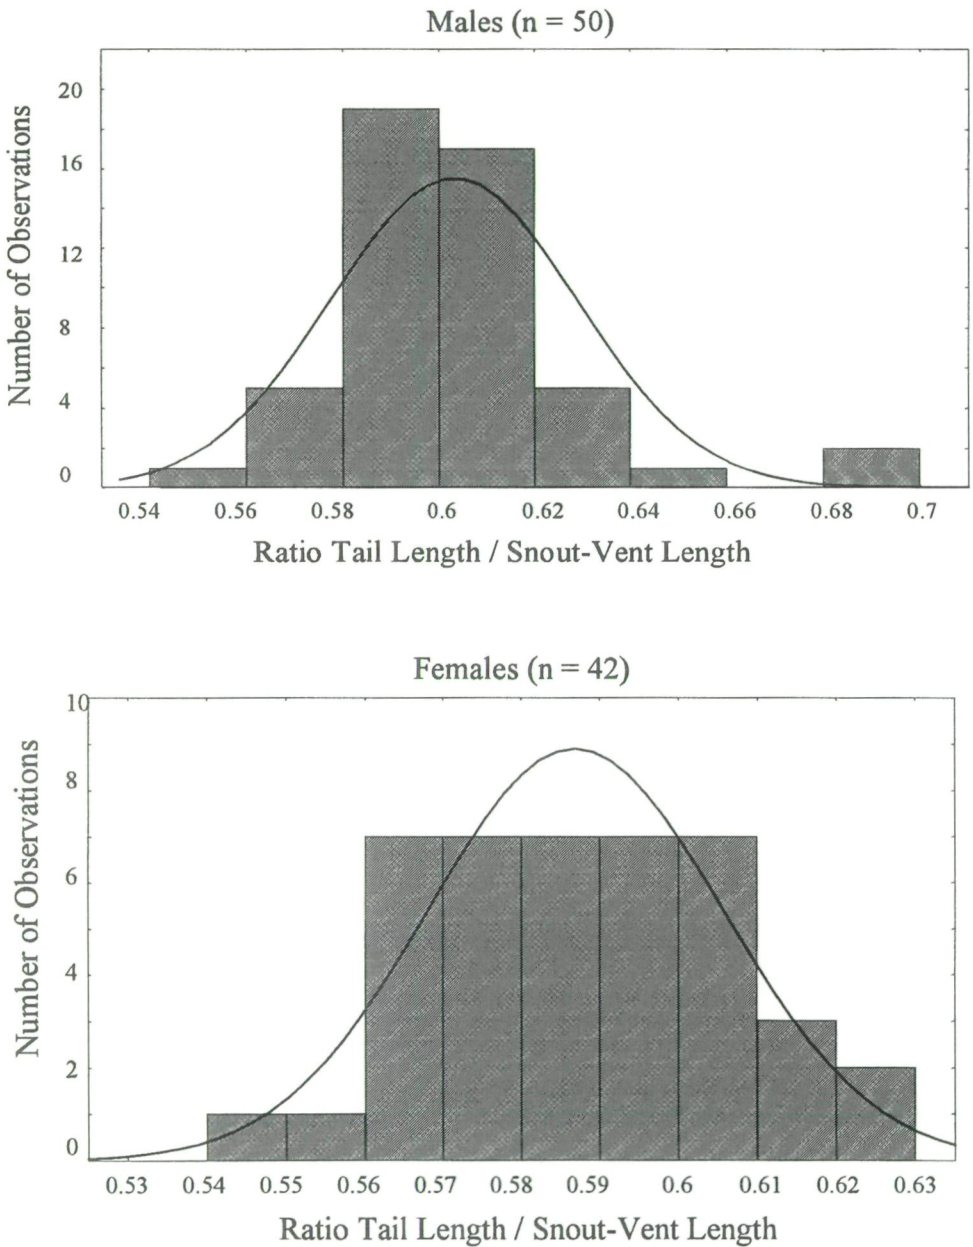 Males (n = 50)
Number of Observations
20
16
12
8
4
0
0.54 0.56 0.58 0.6 0.62 0.64 0.66 0.68 0.7
Ratio Tail Length / Snout-Vent Length
Females (n = 42)
Number of Observations
10
8
6
4
2
0
0.53 0.54 0.55 0.56 0.57 0.58 0.59 0.6 0.61 0.62 0.63
Ratio Tail Length / Snout-Vent Length